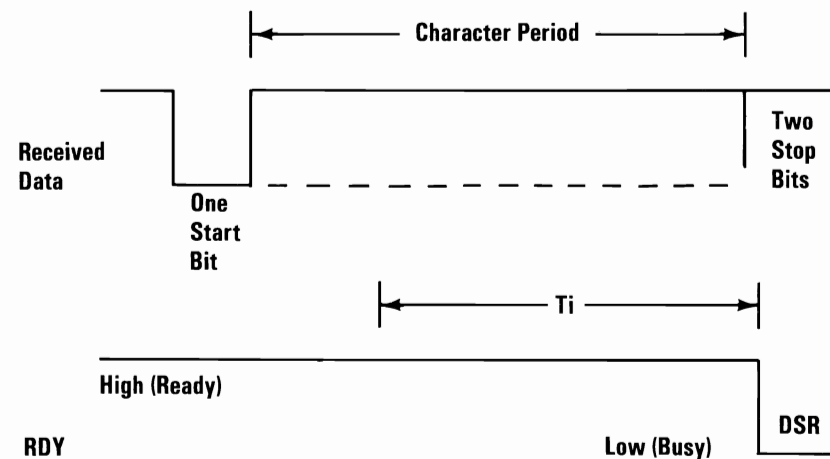 Character Period
Received
Data
Two
Stop
Bits
One
Start
Bit
Ti
High (Ready)
DSR
RDY
Low (Busy)